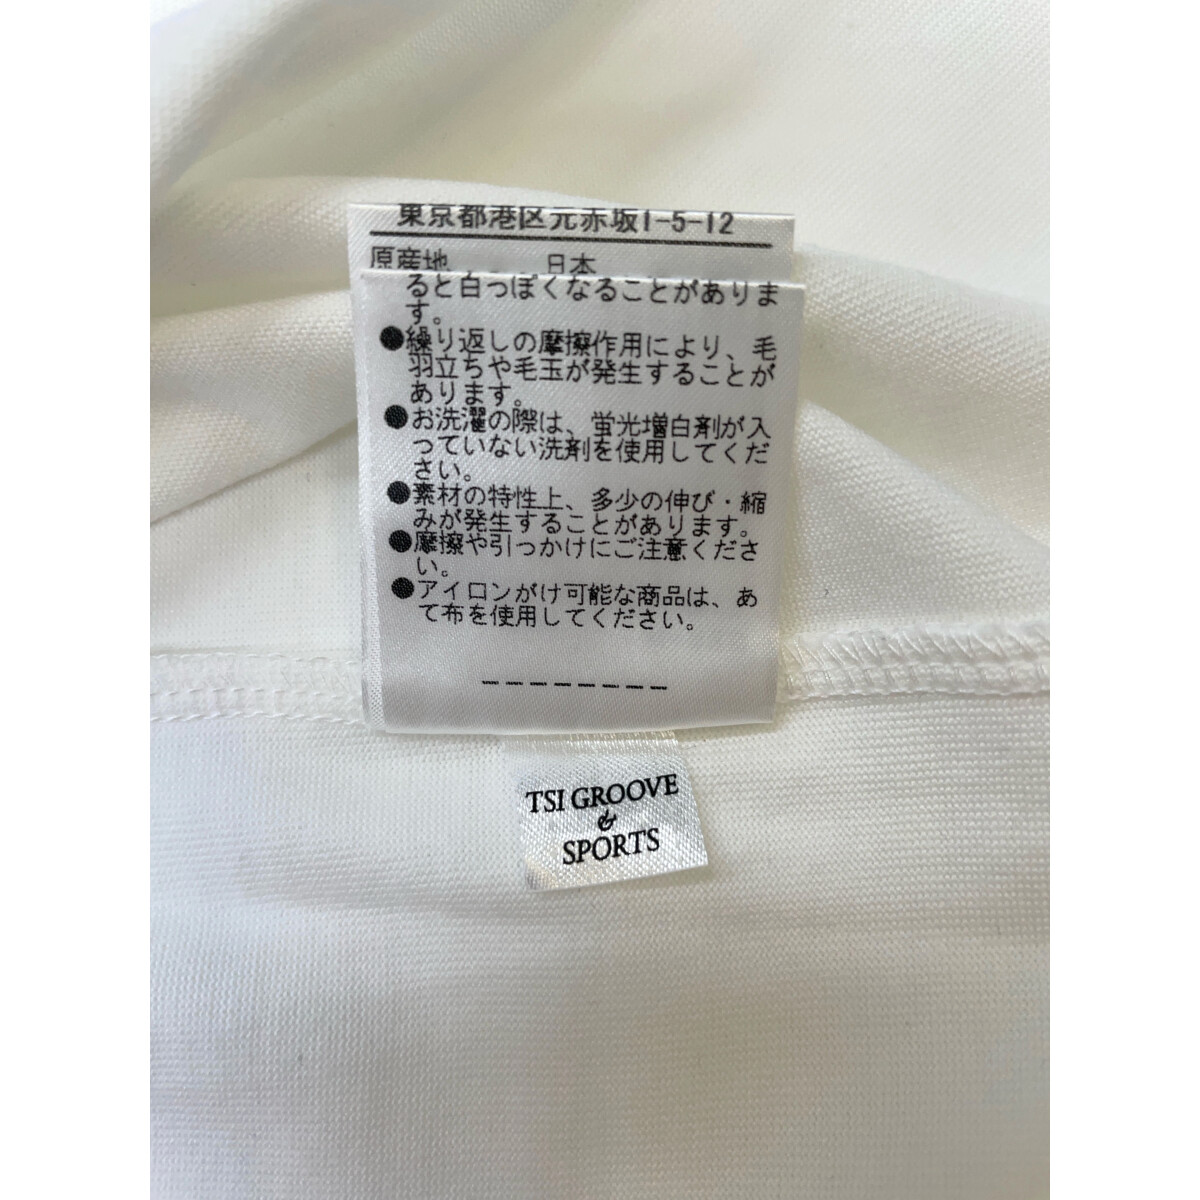 東京都港区元赤坂1-5-12
原産地 日本
ると白っぽくなることがありま
す。
●繰り返しの摩擦作用により、毛
羽立ちや毛玉が発生することが
あります。
●お洗濯の際は、蛍光増白剤が入
っていない洗剤を使用してくだ
さい。
●素材の特性上、多少の伸び・縮
みが発生することがあります。
●摩擦や引っかけにご注意くださ
い。
●アイロンがけ可能な商品は、あ
て布を使用してください。
--------
TSI GROOVE
&
SPORTS